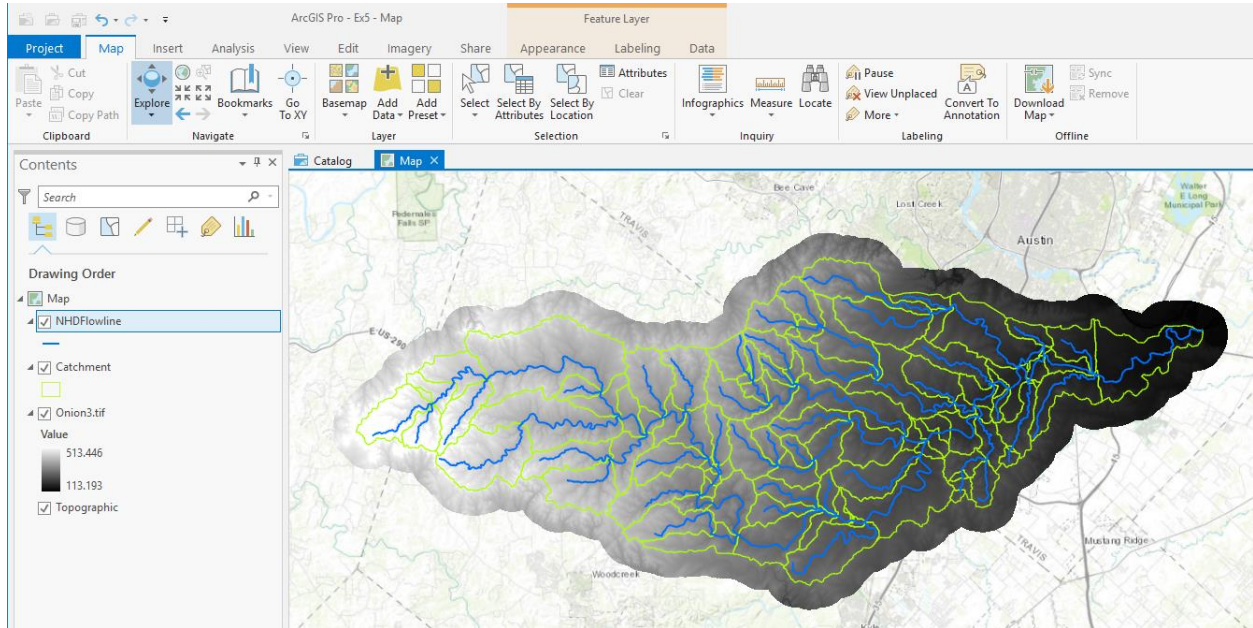 ArcGIS Pro - Ex5 - Map
Feature Layer
Project Map Insert Analysis View Edit Imagery Share Appearance Labeling Data
Paste
Cut
Copy
Copy Path
Clipboard
Explore
Bookmarks
Go
To XY
Navigate
Basemap
Add
Data
Add
Preset
Layer
Select
Select By
Attributes
Select By
Location
Attributes
Clear
Selection
Infographics
Measure
Locate
Inquiry
Pause
View Unplaced
More
Convert To
Annotation
Labeling
Download
Map
Sync
Remove
Offline
Contents
Search
Drawing Order
Map
NHDFlowline
Catchment
Onion3.tif
Value
513.446
113.193
Topographic
Catalog
Map
Pedernales
Falls SP
TRAVIS
Bee Cave
Lost Creek
Austin
Walter
E Long
Municipal Park
E US-290
Woodcreek
Mustang Ridge
TRAVIS